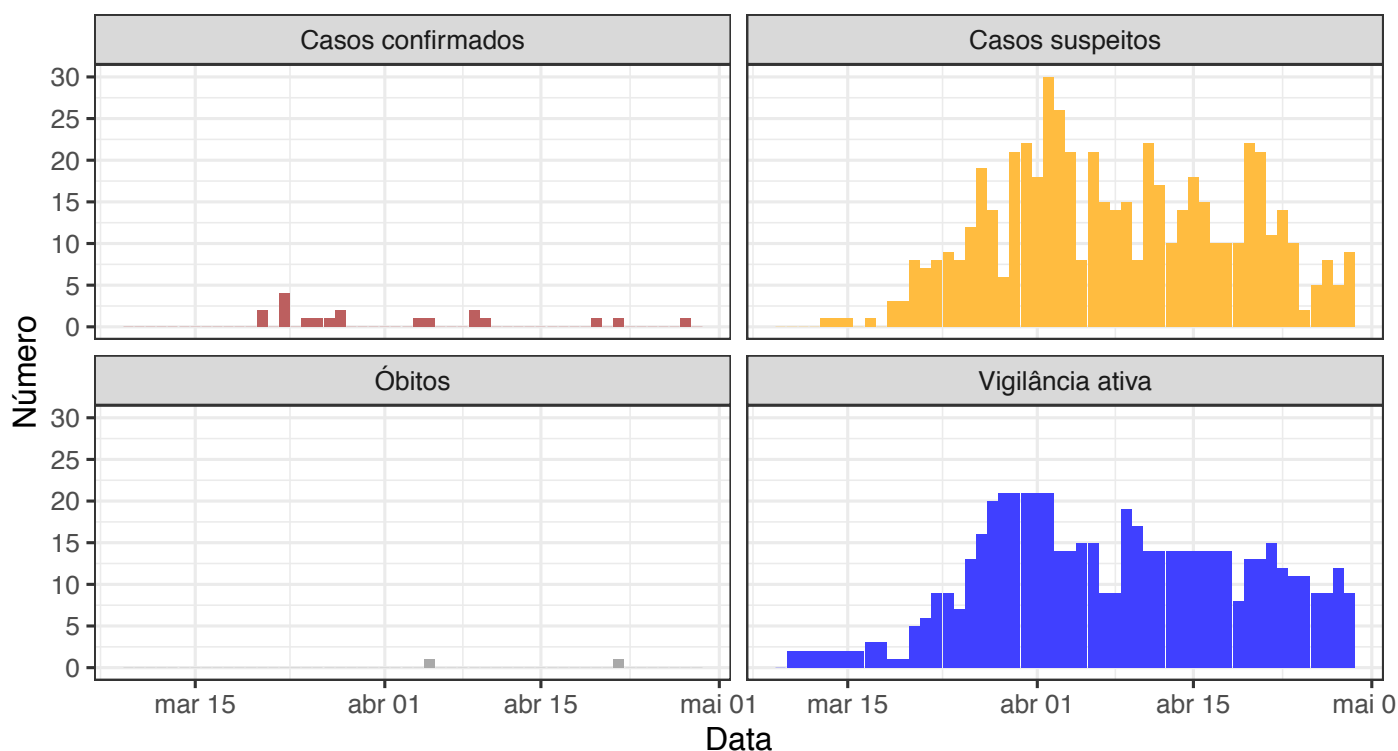 Casos confirmados
Casos suspeitos
30
25
20
15
10
5
0
Óbitos
Vigilância ativa
30
25
20
15
10
5
0
Número
mar 15
abr 01
abr 15
mai 01
mar 15
abr 01
abr 15
mai 0
Data